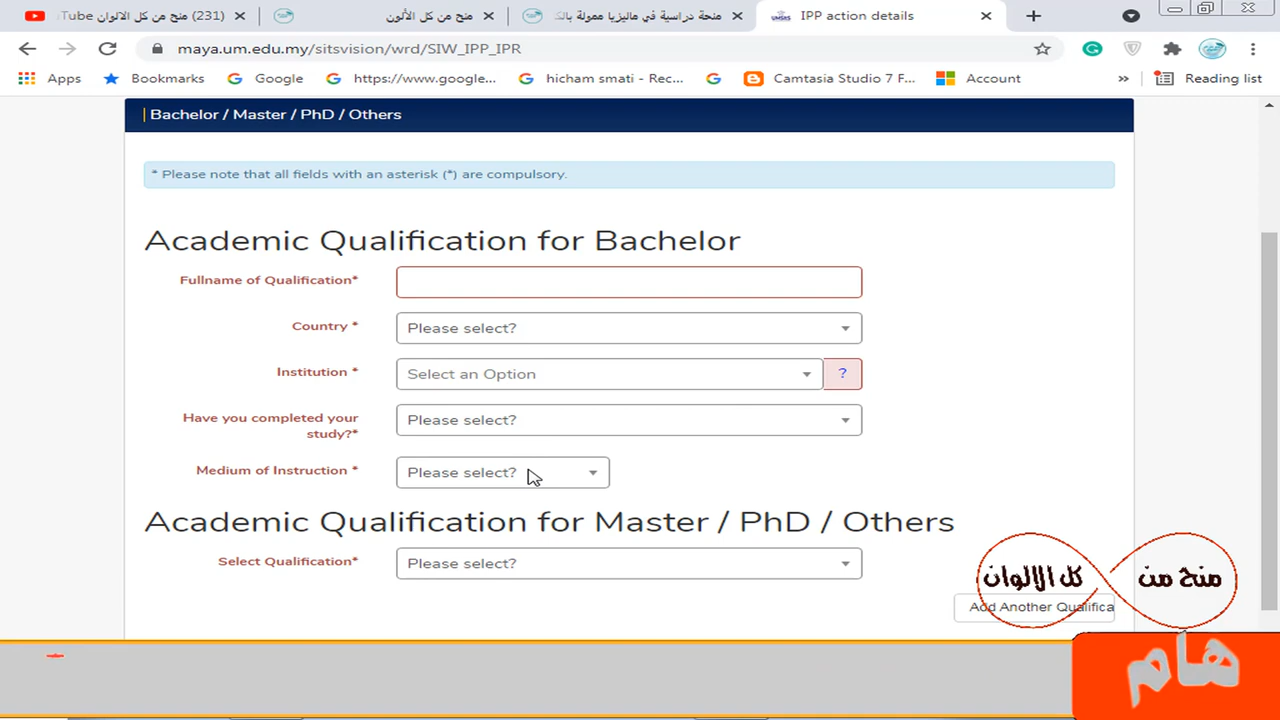 (231) منح من كل الالوان Tube
منح من كل الألون
منحة دراسية في ماليزيا ممولة بالك
IPP action details
maya.um.edu.my/sitsvision/wrd/SIW_IPP_IPR
Apps
Bookmarks
Google
https://www.google...
hicham smati - Rec...
Camtasia Studio 7 F...
Account
»
Reading list
Bachelor / Master / PhD / Others
* Please note that all fields with an asterisk (*) are compulsory.
Academic Qualification for Bachelor
Fullname of Qualification*
Country * Please select?
Institution * Select an Option ?
Have you completed your study?* Please select?
Medium of Instruction * Please select?
Academic Qualification for Master / PhD / Others
Select Qualification* Please select?
Add Another Qualifica
منح من كل الالوان
هام